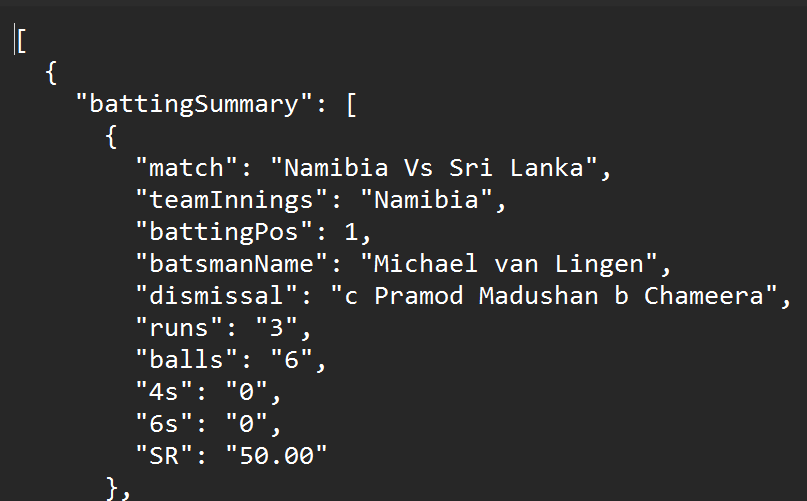 [
  {
    "battingSummary": [
      {
        "match": "Namibia Vs Sri Lanka",
        "teamInnings": "Namibia",
        "battingPos": 1,
        "batsmanName": "Michael van Lingen",
        "dismissal": "c Pramod Madushan b Chameera",
        "runs": "3",
        "balls": "6",
        "4s": "0",
        "6s": "0",
        "SR": "50.00"
      },